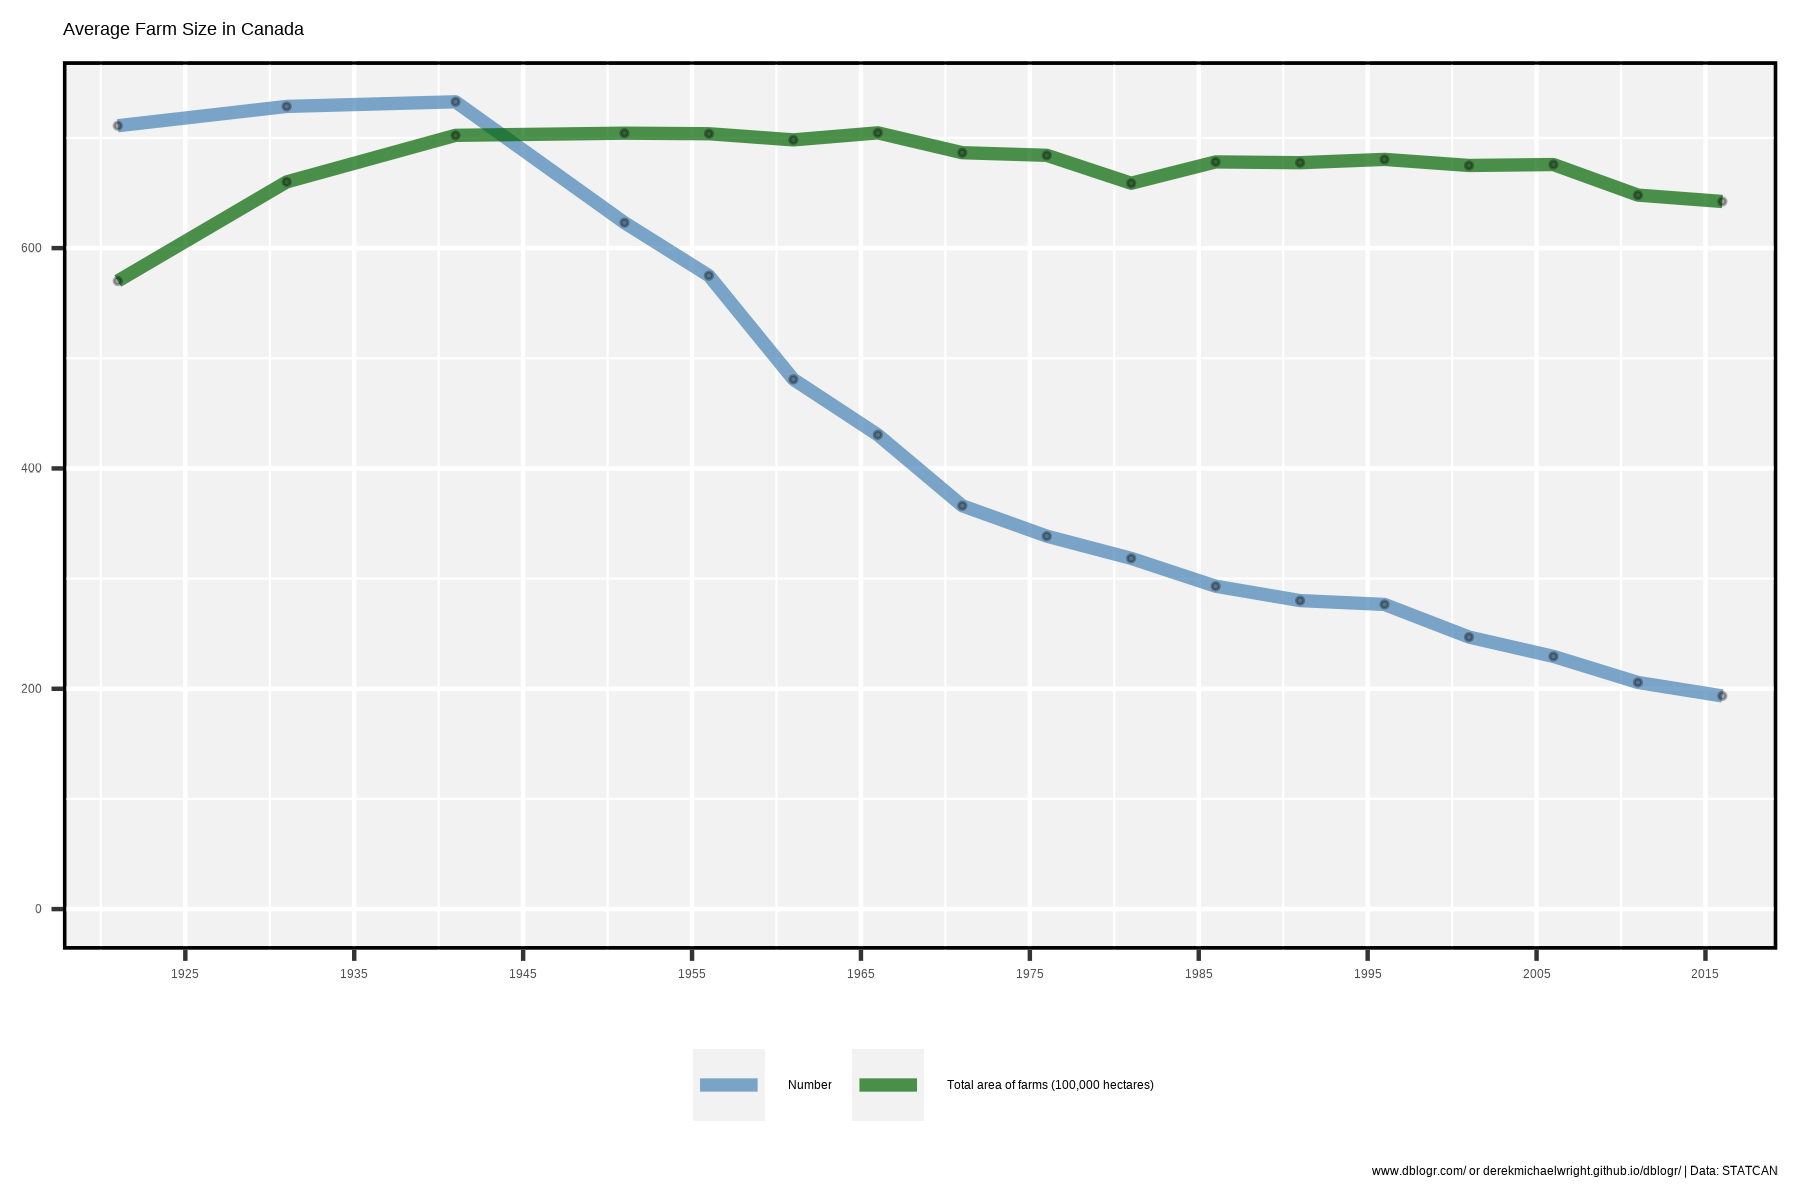 Average Farm Size in Canada
600
400
200
0
1925 1935 1945 1955 1965 1975 1985 1995 2005 2015
Number Total area of farms (100,000 hectares)
www.dblogr.com/ or derekmichaelwright.github.io/dblogr/ | Data: STATCAN